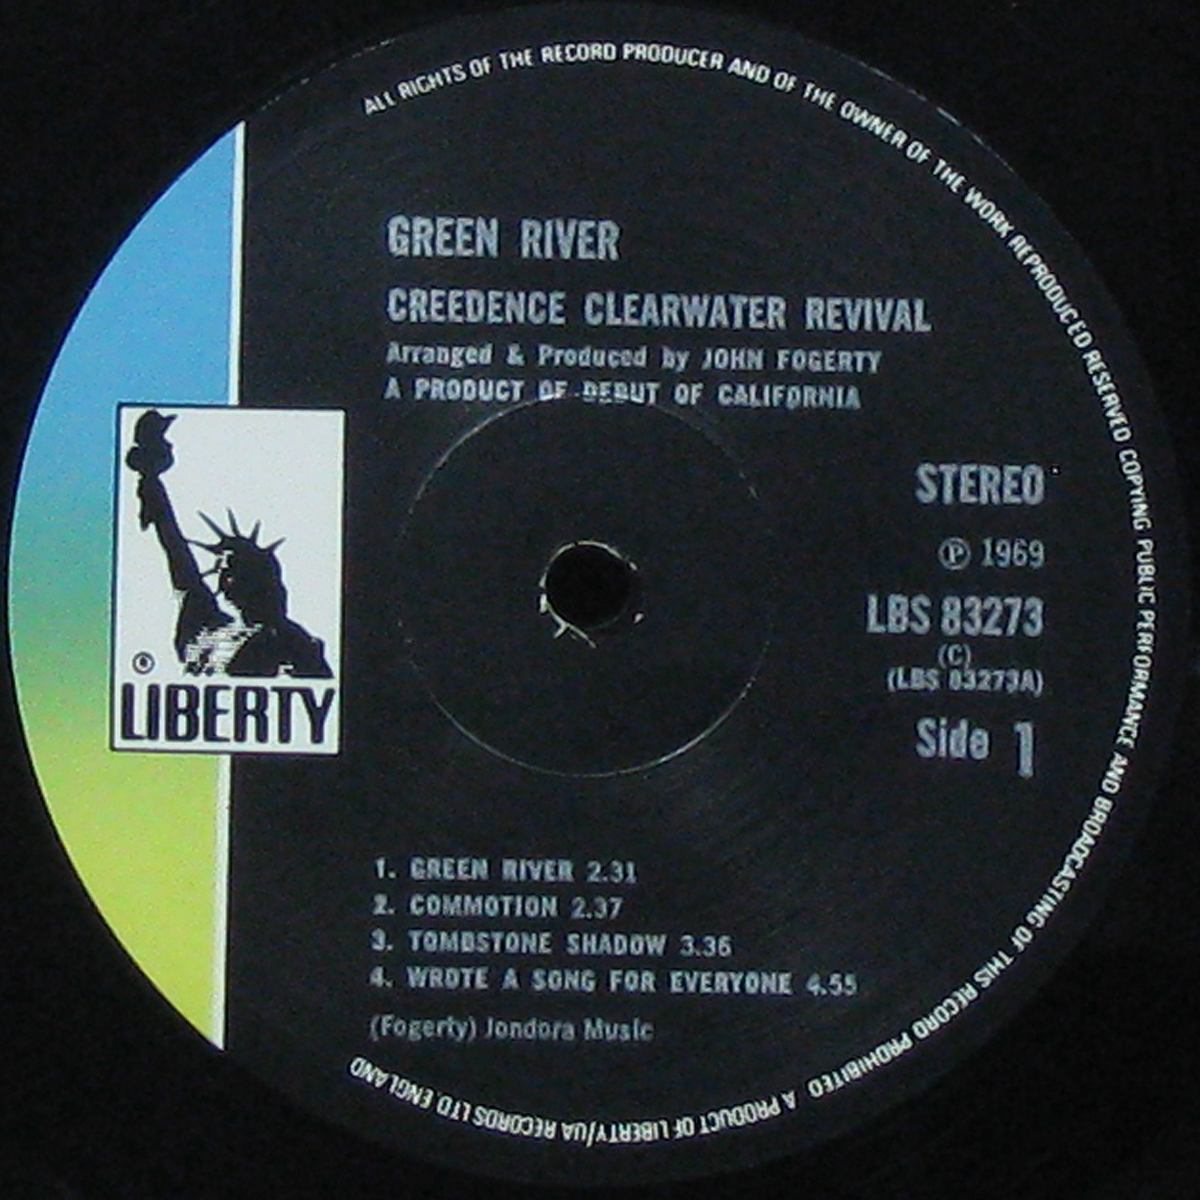 ALL RIGHTS OF THE RECORD PRODUCER AND OF THE OWNER OF THE WORK REPRODUCED RESERVED COPYING PUBLIC PERFORMANCE AND BROADCASTING OF THIS RECORD PROHIBITED A PRODUCT OF LIBERTY/UA RECORDS LTD ENGLAND
GREEN RIVER
CREEDENCE CLEARWATER REVIVAL
Arranged & Produced by JOHN FOGERTY
A PRODUCT OF DEBUT OF CALIFORNIA
STEREO
Ⓟ 1969
LBS 83273
(C)
(LBS 83273A)
Side 1
®
LIBERTY
1. GREEN RIVER 2.31
2. COMMOTION 2.37
3. TOMBSTONE SHADOW 3.36
4. WROTE A SONG FOR EVERYONE 4.55
(Fogerty) Jondora Music